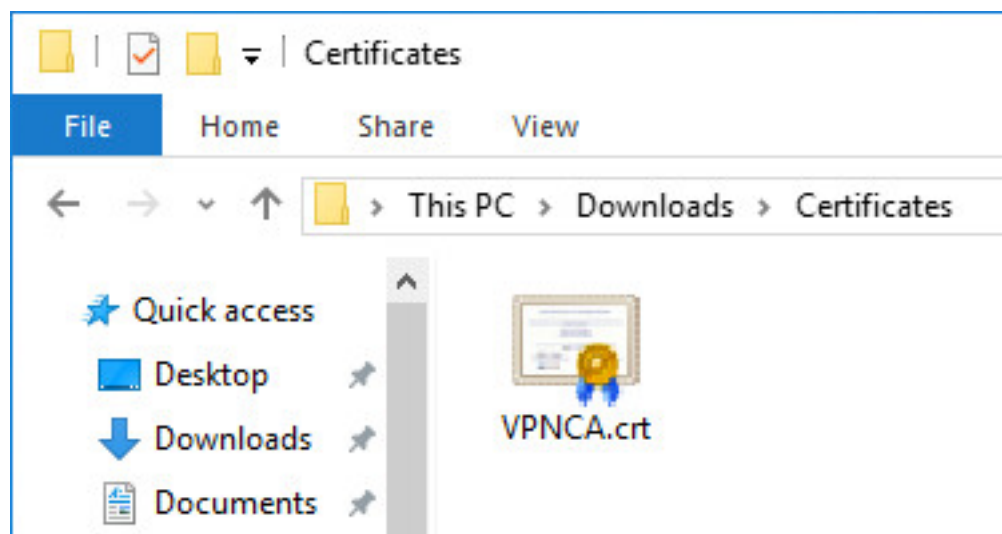 Certificates
File Home Share View
This PC > Downloads > Certificates
Quick access
Desktop
Downloads
Documents
VPNCA.crt